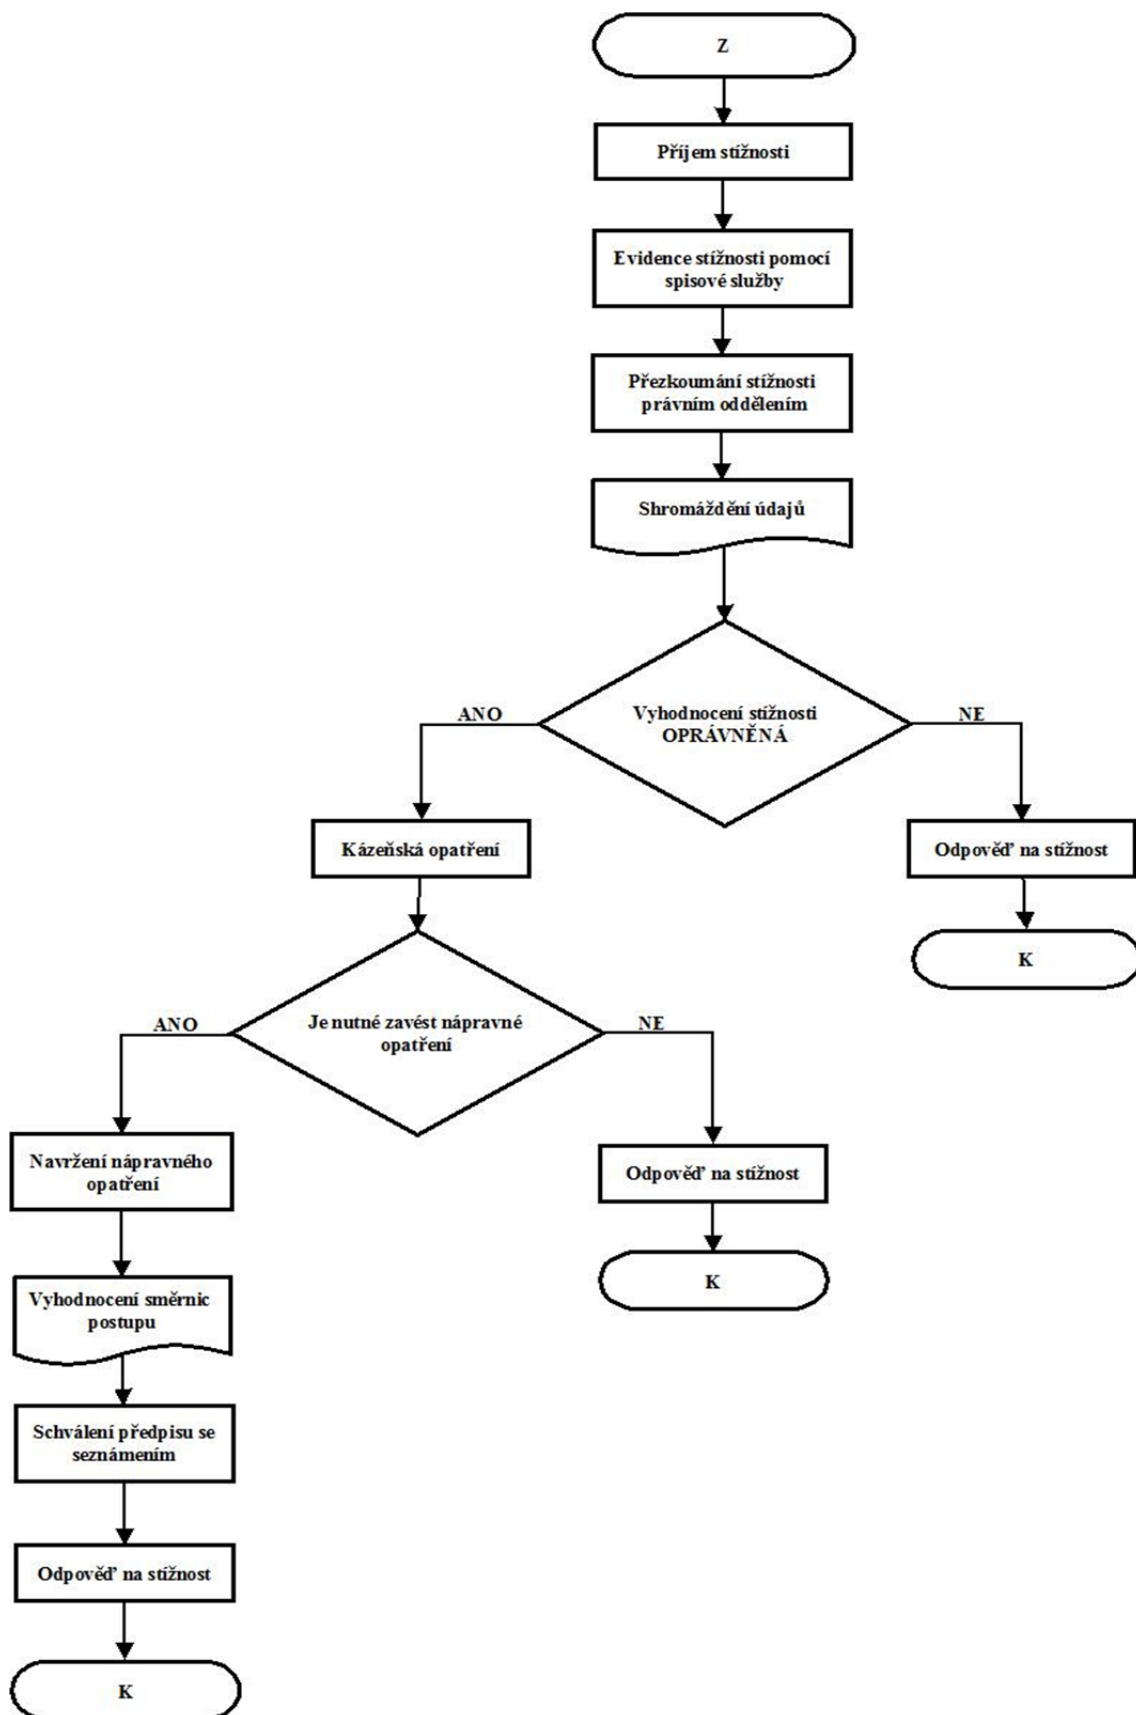 Z
Příjem stížnosti
Evidence stížnosti pomocí
spisové služby
Přezkoumání stížnosti
právním oddělením
Shromáždění údajů
ANO
Vyhodnocení stížnosti
OPRÁVNĚNÁ
NE
Kázeňská opatření
Odpověď na stížnost
K
ANO
Je nutné zavést nápravné
opatření
NE
Navržení nápravného
opatření
Odpověď na stížnost
K
Vyhodnocení směrnic
postupu
Schválení předpisu se
seznámením
Odpověď na stížnost
K